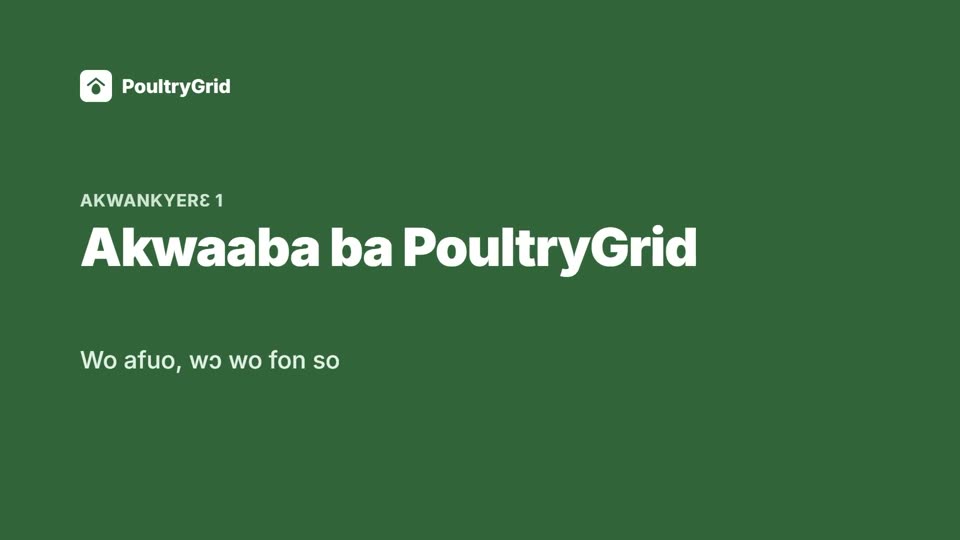 PoultryGrid
AKWANKYERƐ 1
Akwaaba ba PoultryGrid
Wo afuo, wɔ wo fon so